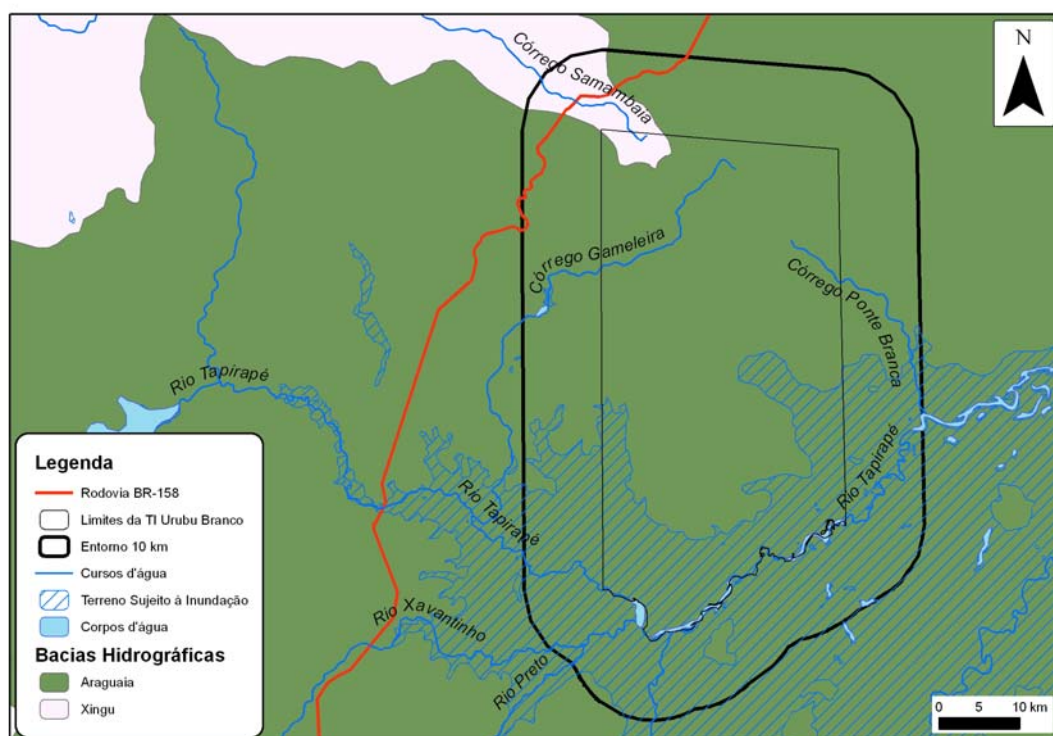 N
Córrego Samambaia
Córrego Gameleira
Córrego Ponte Branca
Rio Tapirapé
Rio Tapirapé
Rio Tapirapé
Rio Xavantinho
Rio Preto
Legenda
Rodovia BR-158
Limites da TI Urubu Branco
Entorno 10 km
Cursos d'água
Terreno Sujeito à Inundação
Corpos d'água
Bacias Hidrográficas
Araguaia
Xingu
0 5 10 km